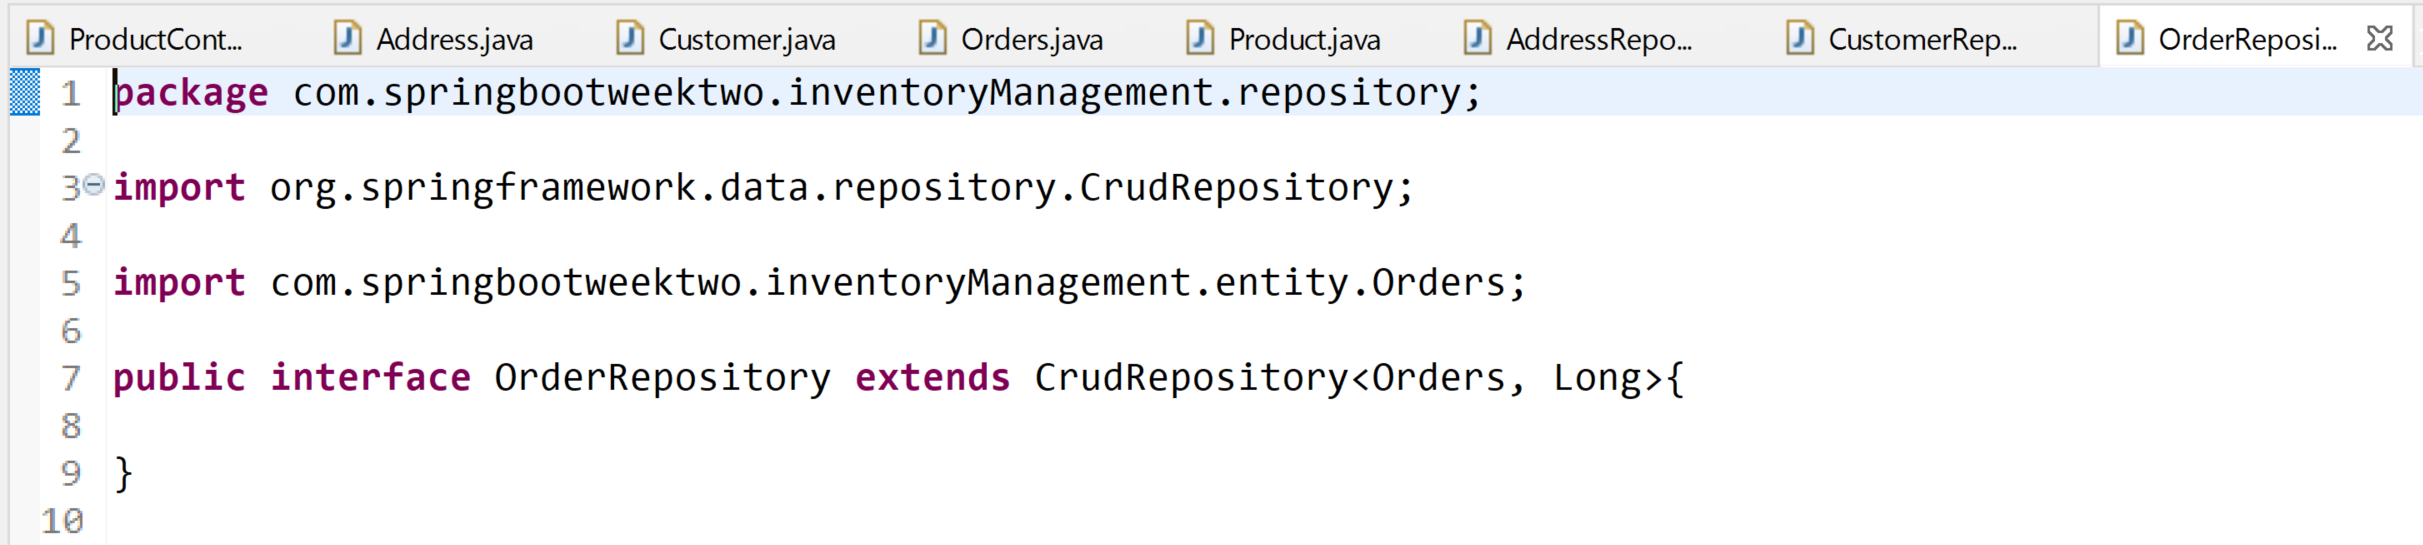 ProductCont... Address.java Customer.java Orders.java Product.java AddressRepo... CustomerRep... OrderReposi...
1 package com.springbootweektwo.inventoryManagement.repository;
2
3 import org.springframework.data.repository.CrudRepository;
4
5 import com.springbootweektwo.inventoryManagement.entity.Orders;
6
7 public interface OrderRepository extends CrudRepository<Orders, Long>{
8
9 }
10